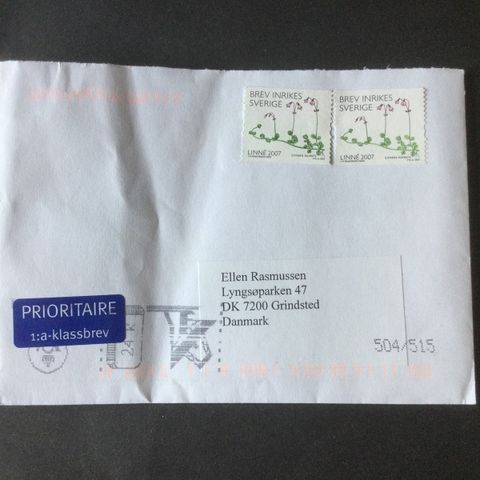 BREV INRIKES
SVERIGE
LINNÉ 2007
BREV INRIKES
SVERIGE
LINNÉ 2007
Ellen Rasmussen
Lyngsøparken 47
DK 7200 Grindsted
Danmark
PRIORITAIRE
1:a-klassbrev
24 K
504/515